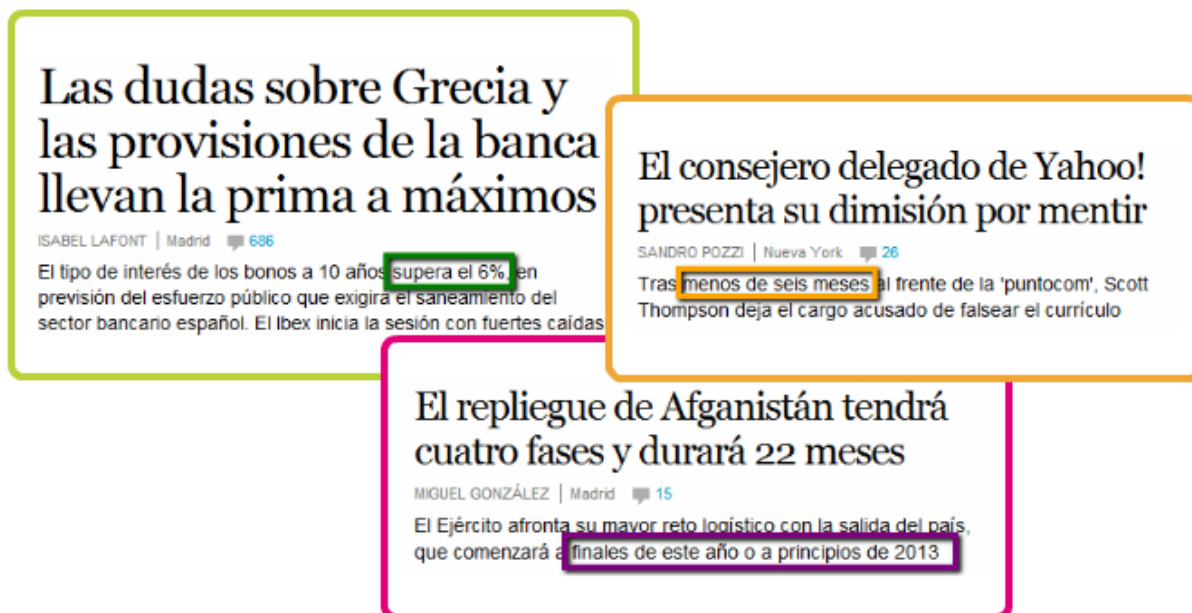 Las dudas sobre Grecia y
las provisiones de la banca
llevan la prima a máximos
ISABEL LAFONT | Madrid 686
El tipo de interés de los bonos a 10 años supera el 6%, en
previsión del esfuerzo público que exigirá el saneamiento del
sector bancario español. El Ibex inicia la sesión con fuertes caídas
El consejero delegado de Yahoo!
presenta su dimisión por mentir
SANDRO POZZI | Nueva York 26
Tras menos de seis meses al frente de la 'puntocom', Scott
Thompson deja el cargo acusado de falsear el currículo
El repliegue de Afganistán tendrá
cuatro fases y durará 22 meses
MIGUEL GONZÁLEZ | Madrid 15
El Ejército afronta su mayor reto logístico con la salida del país,
que comenzará a finales de este año o a principios de 2013